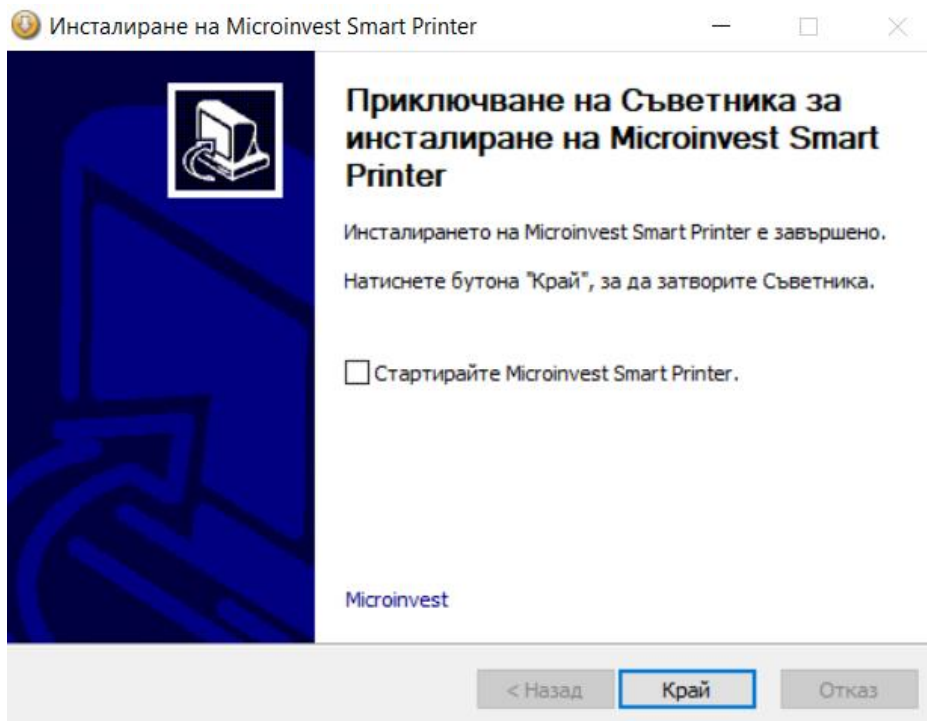 Инсталиране на Microinvest Smart Printer
Приключване на Съветника за
инсталиране на Microinvest Smart
Printer
Инсталирането на Microinvest Smart Printer е завършено.
Натиснете бутона "Край", за да затворите Съветника.
Стартирайте Microinvest Smart Printer.
Microinvest
< Назад
Край
Отказ